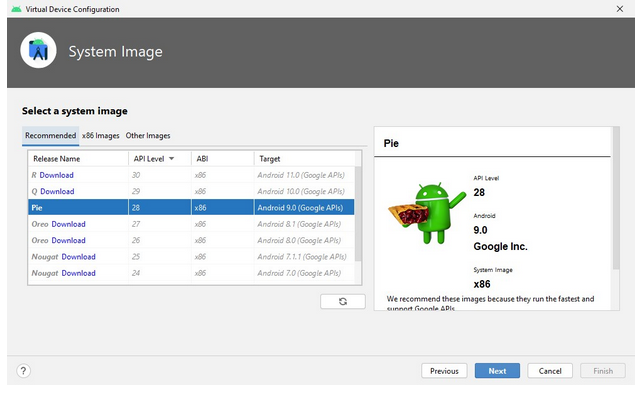 Virtual Device Configuration
System Image
Select a system image
Recommended x86 Images Other Images
Release Name API Level ABI Target
R Download 30 x86 Android 11.0 (Google APIs)
Q Download 29 x86 Android 10.0 (Google APIs)
Pie 28 x86 Android 9.0 (Google APIs)
Oreo Download 27 x86 Android 8.1 (Google APIs)
Oreo Download 26 x86 Android 8.0 (Google APIs)
Nougat Download 25 x86 Android 7.1.1 (Google APIs)
Nougat Download 24 x86 Android 7.0 (Google APIs)
Pie
API Level
28
Android
9.0
Google Inc.
System Image
x86
We recommend these images because they run the fastest and
support Google APIs
? Previous Next Cancel Finish